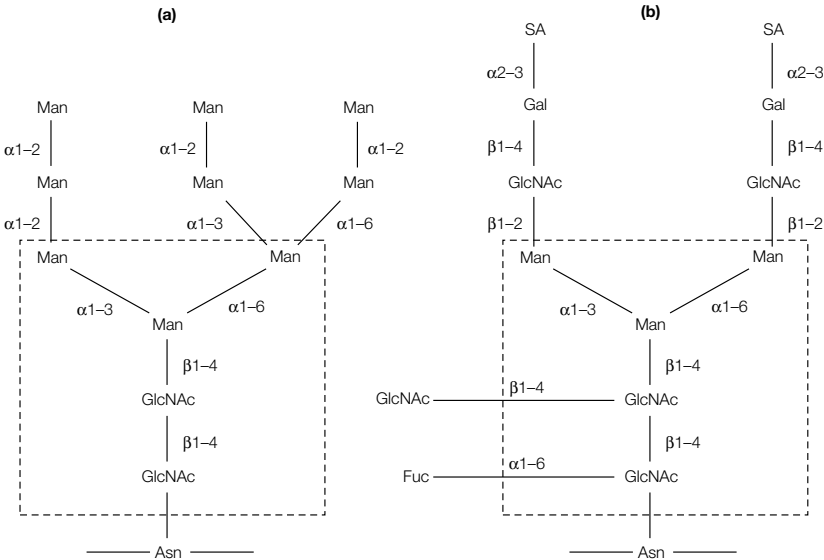 (a)
Man Man Man
α1–2 α1–2 α1–2
Man Man Man
α1–2 α1–3 α1–6
Man Man
α1–3 α1–6
Man
β1–4
GlcNAc
β1–4
GlcNAc
Asn
(b)
SA SA
α2–3 α2–3
Gal Gal
β1–4 β1–4
GlcNAc GlcNAc
β1–2 β1–2
Man Man
α1–3 α1–6
Man
β1–4
GlcNAc β1–4 GlcNAc
β1–4
Fuc α1–6 GlcNAc
Asn